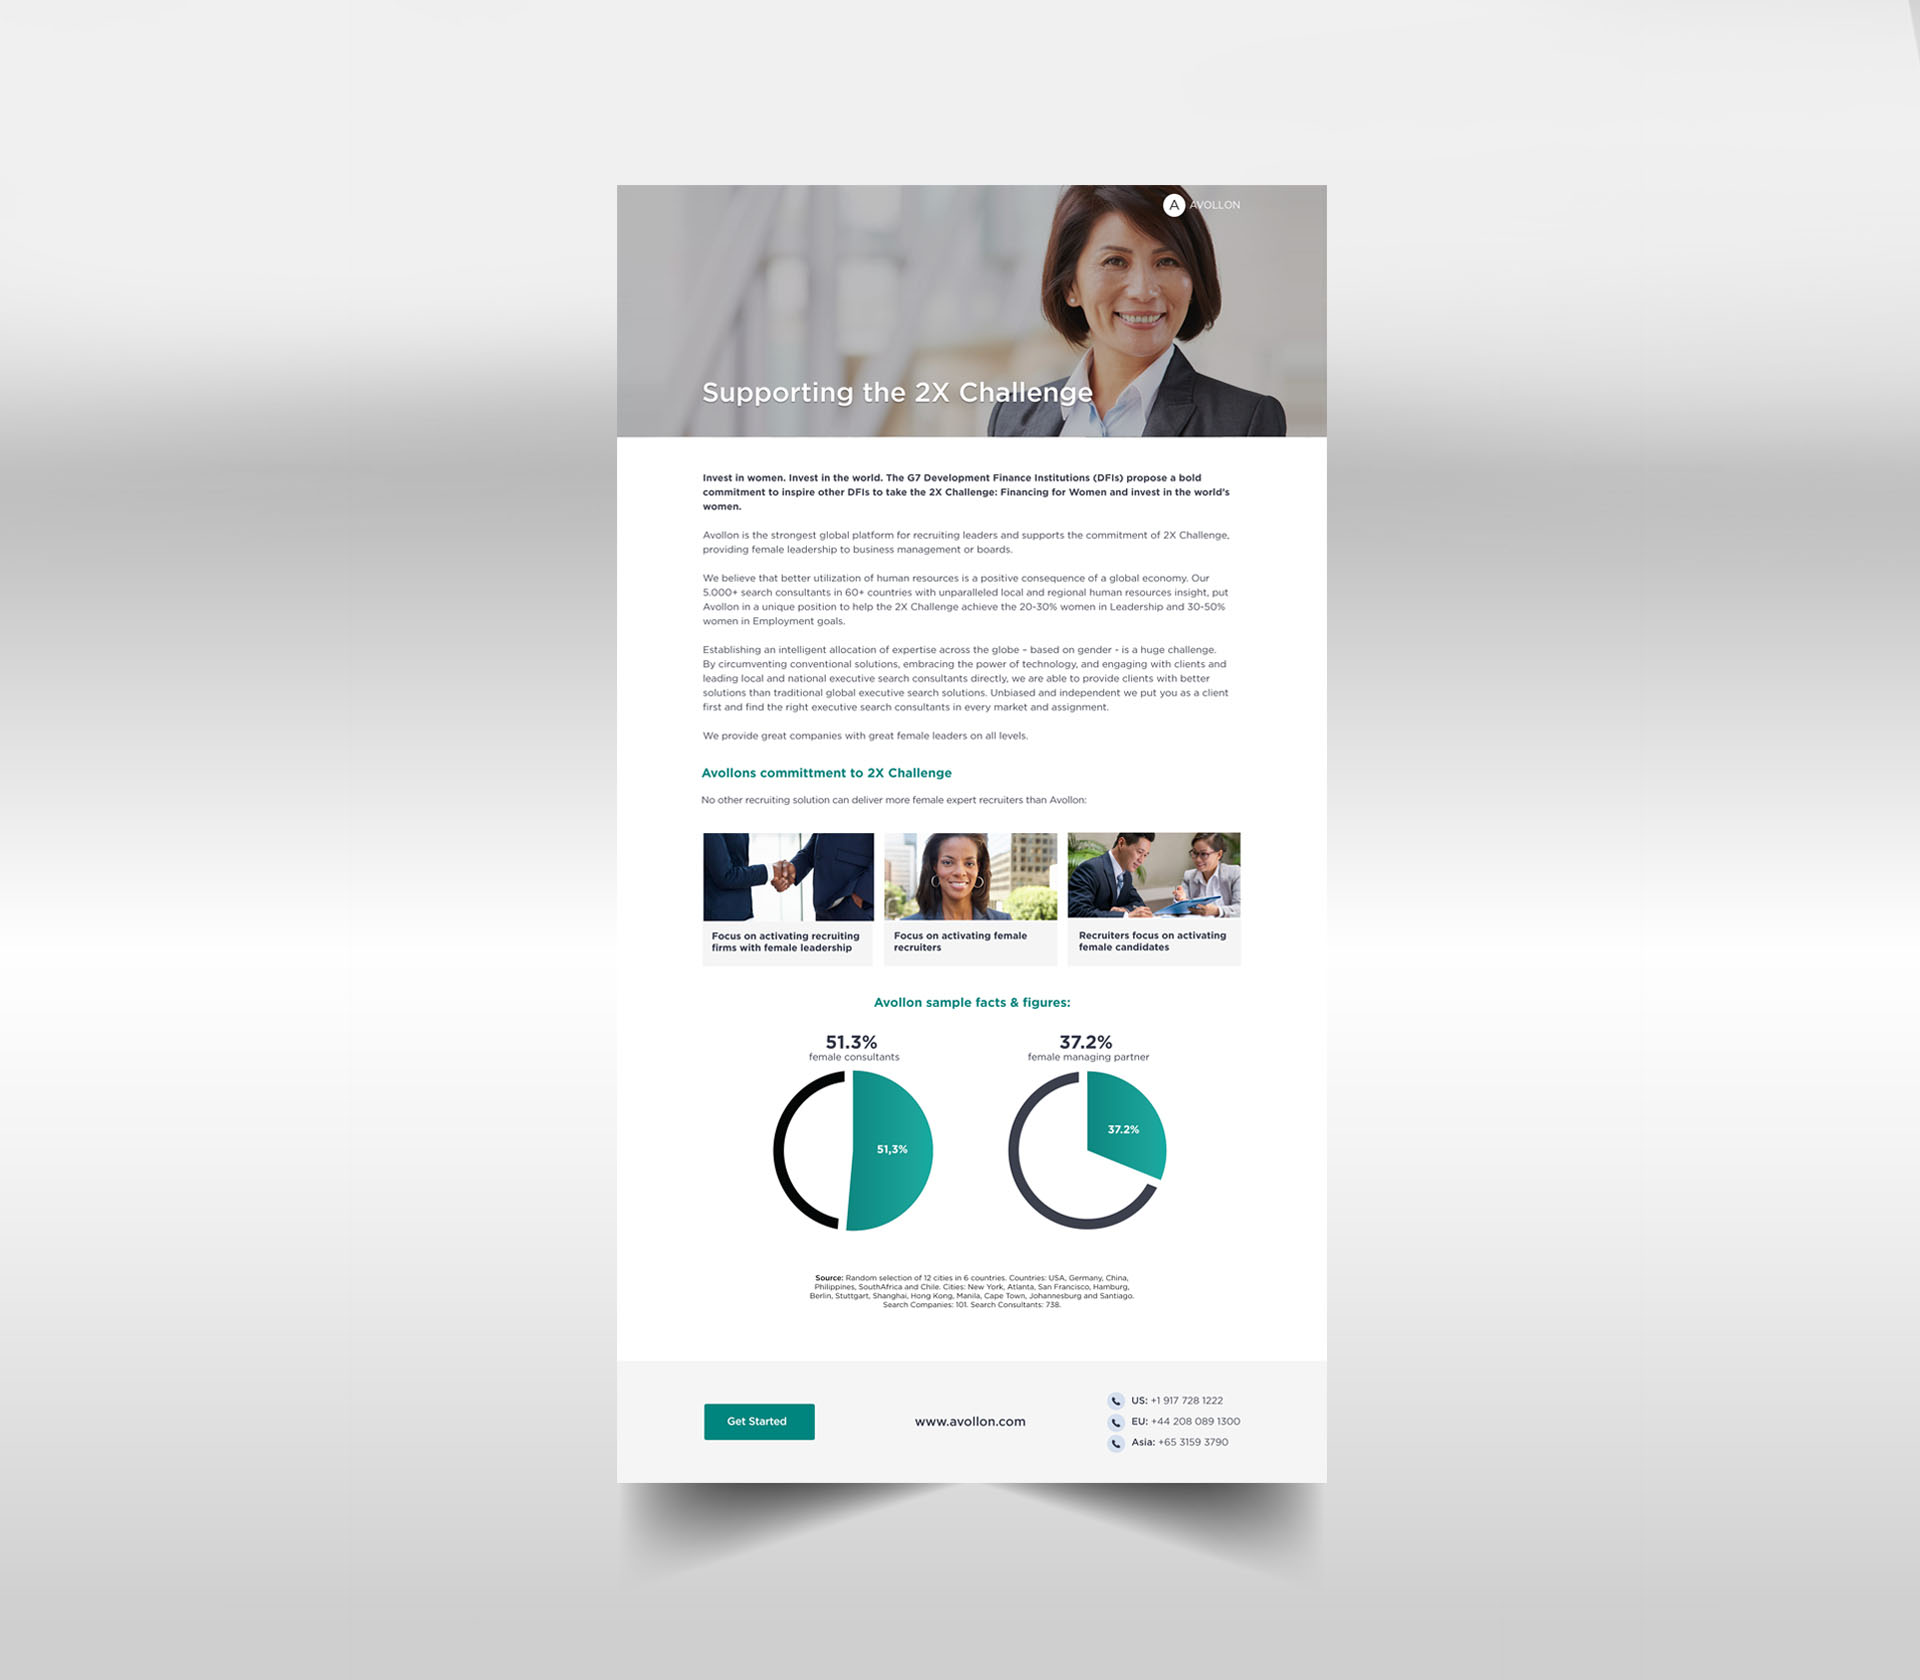 A AVOLLON
Supporting the 2X Challenge
Invest in women. Invest in the world. The G7 Development Finance Institutions (DFIs) propose a bold
commitment to inspire other DFIs to take the 2X Challenge: Financing for Women and invest in the world's
women.
Avollon is the strongest global platform for recruiting leaders and supports the commitment of 2X Challenge,
providing female leadership to business management or boards.
We believe that better utilization of human resources is a positive consequence of a global economy. Our
5.000+ search consultants in 60+ countries with unparalleled local and regional human resources insight, put
Avollon in a unique position to help the 2X Challenge achieve the 20-30% women in Leadership and 30-50%
women in Employment goals.
Establishing an intelligent allocation of expertise across the globe – based on gender - is a huge challenge.
By circumventing conventional solutions, embracing the power of technology, and engaging with clients and
leading local and national executive search consultants directly, we are able to provide clients with better
solutions than traditional global executive search solutions. Unbiased and independent we put you as a client
first and find the right executive search consultants in every market and assignment.
We provide great companies with great female leaders on all levels.
Avollons committment to 2X Challenge
No other recruiting solution can deliver more female expert recruiters than Avollon:
Focus on activating recruiting
firms with female leadership
Focus on activating female
recruiters
Recruiters focus on activating
female candidates
Avollon sample facts & figures:
51.3%
female consultants
51,3%
37.2%
female managing partner
37.2%
Source: Random selection of 12 cities in 6 countries. Countries: USA, Germany, China,
Philippines, SouthAfrica and Chile. Cities: New York, Atlanta, San Francisco, Hamburg,
Berlin, Stuttgart, Shanghai, Hong Kong, Manila, Cape Town, Johannesburg and Santiago.
Search Companies: 101. Search Consultants: 738.
Get Started
www.avollon.com
US: +1 917 728 1222
EU: +44 208 089 1300
Asia: +65 3159 3790